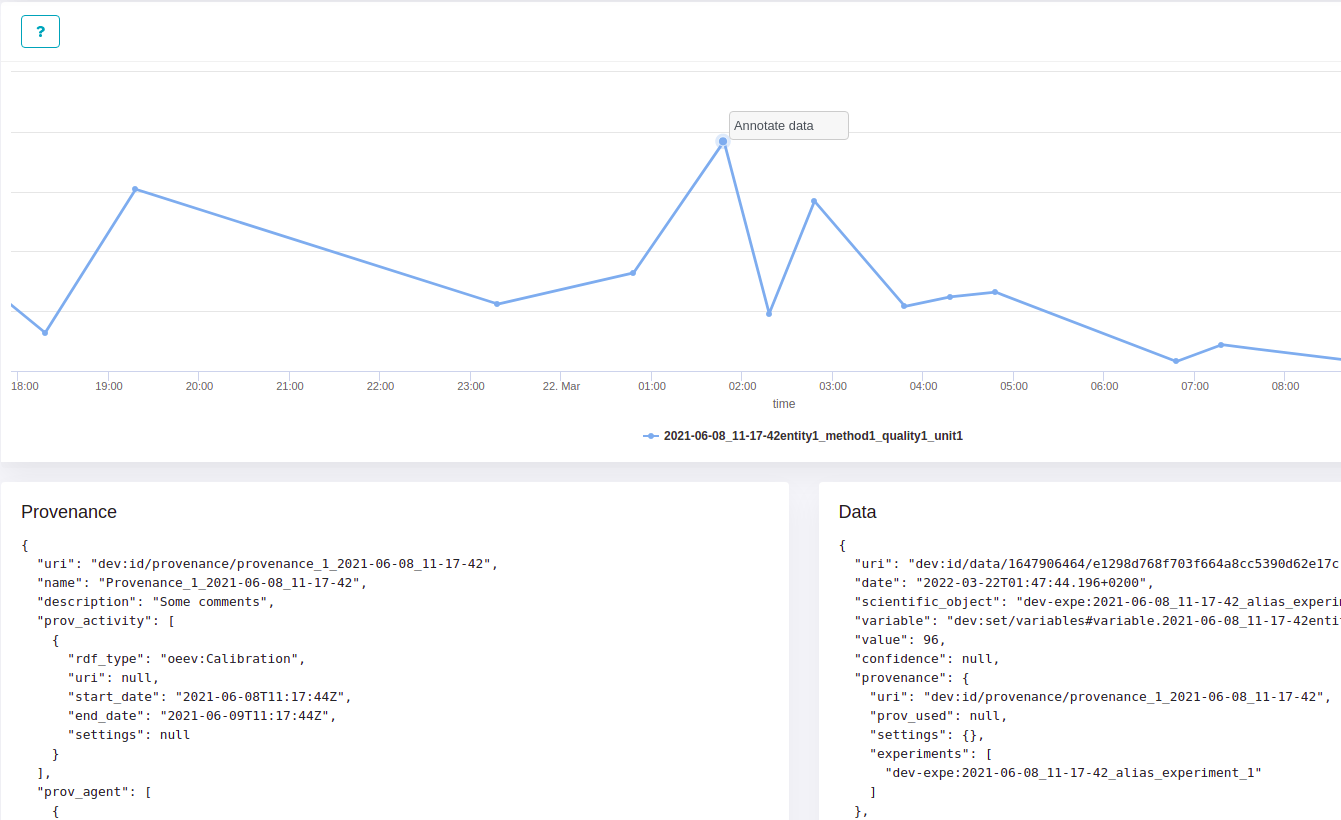 ?
Annotate data
18:00 19:00 20:00 21:00 22:00 23:00 22. Mar 01:00 02:00 03:00 04:00 05:00 06:00 07:00 08:00
time
2021-06-08_11-17-42entity1_method1_quality1_unit1
Provenance
{
  "uri": "dev:id/provenance/provenance_1_2021-06-08_11-17-42",
  "name": "Provenance_1_2021-06-08_11-17-42",
  "description": "Some comments",
  "prov_activity": [
    {
      "rdf_type": "oeev:Calibration",
      "uri": null,
      "start_date": "2021-06-08T11:17:44Z",
      "end_date": "2021-06-09T11:17:44Z",
      "settings": null
    }
  ],
  "prov_agent": [
    {
Data
{
  "uri": "dev:id/data/1647906464/e1298d768f703f664a8cc5390d62e17c
  "date": "2022-03-22T01:47:44.196+0200",
  "scientific_object": "dev-expe:2021-06-08_11-17-42_alias_experim
  "variable": "dev:set/variables#variable.2021-06-08_11-17-42entit
  "value": 96,
  "confidence": null,
  "provenance": {
    "uri": "dev:id/provenance/provenance_1_2021-06-08_11-17-42",
    "prov_used": null,
    "settings": {},
    "experiments": [
      "dev-expe:2021-06-08_11-17-42_alias_experiment_1"
    ]
  },